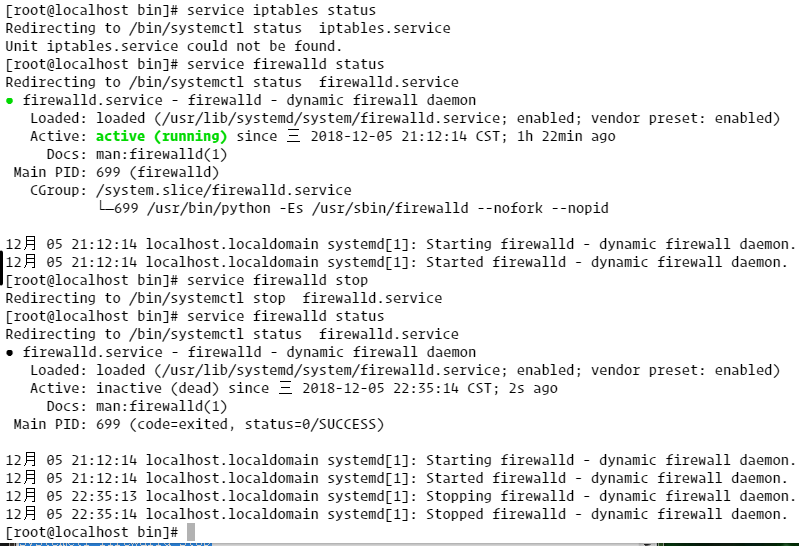 [root@localhost bin]# service iptables status
Redirecting to /bin/systemctl status  iptables.service
Unit iptables.service could not be found.
[root@localhost bin]# service firewalld status
Redirecting to /bin/systemctl status  firewalld.service
● firewalld.service - firewalld - dynamic firewall daemon
   Loaded: loaded (/usr/lib/systemd/system/firewalld.service; enabled; vendor preset: enabled)
   Active: active (running) since 三 2018-12-05 21:12:14 CST; 1h 22min ago
     Docs: man:firewalld(1)
 Main PID: 699 (firewalld)
   CGroup: /system.slice/firewalld.service
           └─699 /usr/bin/python -Es /usr/sbin/firewalld --nofork --nopid
12月 05 21:12:14 localhost.localdomain systemd[1]: Starting firewalld - dynamic firewall daemon.
12月 05 21:12:14 localhost.localdomain systemd[1]: Started firewalld - dynamic firewall daemon.
[root@localhost bin]# service firewalld stop
Redirecting to /bin/systemctl stop  firewalld.service
[root@localhost bin]# service firewalld status
Redirecting to /bin/systemctl status  firewalld.service
● firewalld.service - firewalld - dynamic firewall daemon
   Loaded: loaded (/usr/lib/systemd/system/firewalld.service; enabled; vendor preset: enabled)
   Active: inactive (dead) since 三 2018-12-05 22:35:14 CST; 2s ago
     Docs: man:firewalld(1)
 Main PID: 699 (code=exited, status=0/SUCCESS)
12月 05 21:12:14 localhost.localdomain systemd[1]: Starting firewalld - dynamic firewall daemon.
12月 05 21:12:14 localhost.localdomain systemd[1]: Started firewalld - dynamic firewall daemon.
12月 05 22:35:13 localhost.localdomain systemd[1]: Stopping firewalld - dynamic firewall daemon.
12月 05 22:35:14 localhost.localdomain systemd[1]: Stopped firewalld - dynamic firewall daemon.
[root@localhost bin]#